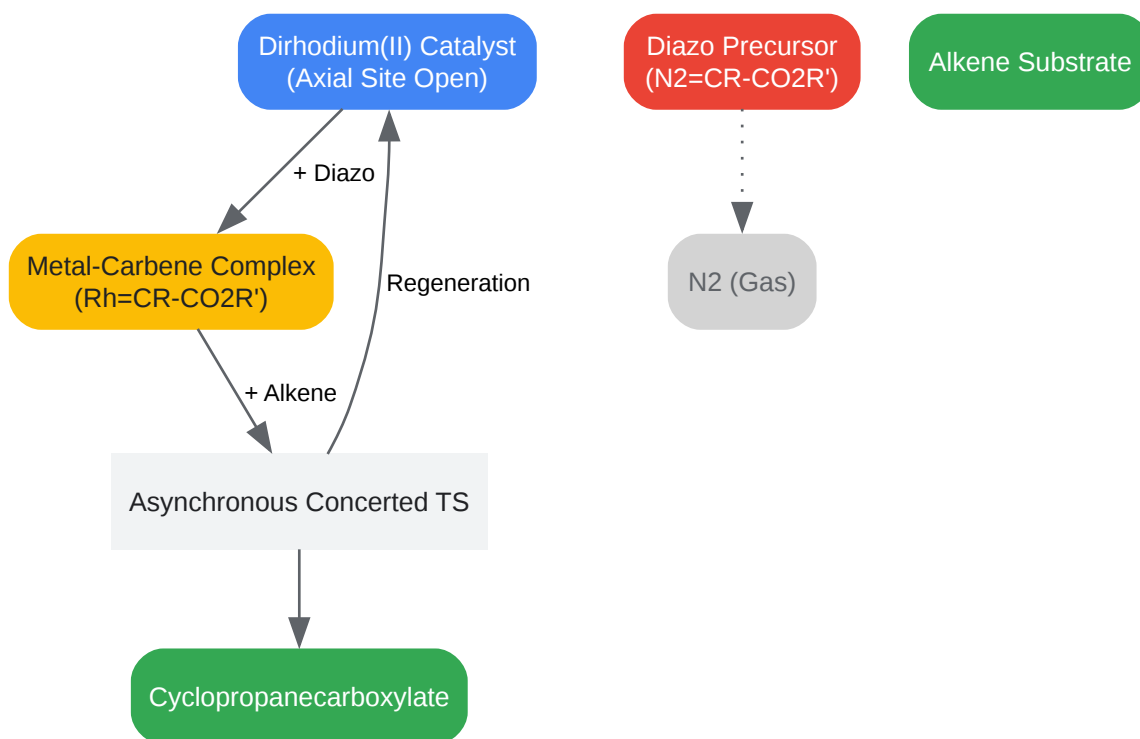 Dirhodium(II) Catalyst
(Axial Site Open)
Diazo Precursor
(N2=CR-CO2R')
Alkene Substrate
+ Diazo
Metal-Carbene Complex
(Rh=CR-CO2R')
Regeneration
N2 (Gas)
+ Alkene
Asynchronous Concerted TS
Cyclopropanecarboxylate